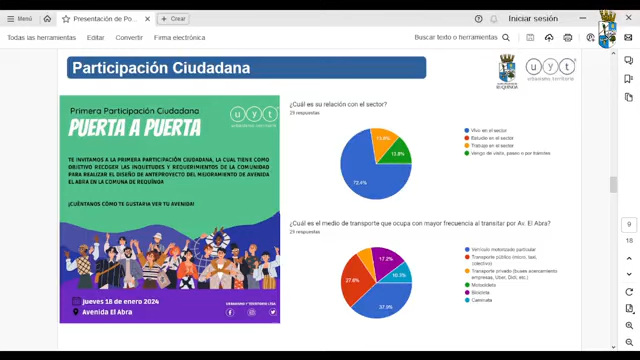 Menú
Presentación de Po...
Crear
Iniciar sesión
Todas las herramientas
Editar
Convertir
Firma electrónica
Buscar texto o herramientas
Participación Ciudadana
u y t
urbanismo y territorio
Primera Participación Ciudadana
PUERTA A PUERTA
u y t
TE INVITAMOS A LA PRIMERA PARTICIPACIÓN CIUDADANA, LA CUAL TIENE COMO
OBJETIVO RECOGER LAS INQUIETUDES Y REQUERIMIENTOS DE LA COMUNIDAD
PARA REALIZAR EL DISEÑO DE ANTEPROYECTO DEL MEJORAMIENTO DE AVENIDA
EL ABRA EN LA COMUNA DE REQUÍNOA
¡CUÉNTANOS CÓMO TE GUSTARIA VER TU AVENIDA!
jueves 18 de enero 2024
Avenida El Abra
URBANISMO Y TERRITORIO LTDA.
¿Cuál es su relación con el sector?
29 respuestas
72.4%
13.8%
13.8%
Vivo en el sector
Estudio en el sector
Trabajo en el sector
Vengo de visita, paseo o por trámites
¿Cuál es el medio de transporte que ocupa con mayor frecuencia al transitar por Av. El Abra?
29 respuestas
37.9%
27.6%
17.2%
10.3%
Vehículo motorizado particular
Transporte público (micro, taxi,
colectivo)
Transporte privado (buses acercamiento
empresas, Uber, Didi, etc.)
Motocicleta
Bicicleta
Caminata
9
18